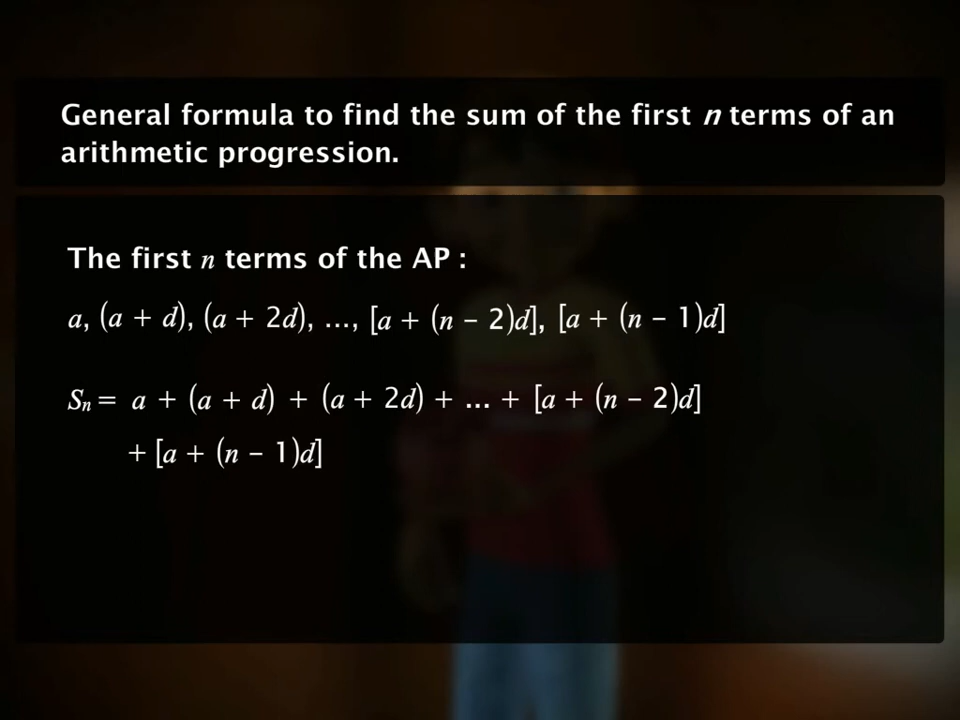 General formula to find the sum of the first n terms of an
arithmetic progression.
The first n terms of the AP :
a, (a + d), (a + 2d), ..., [a + (n − 2)d], [a + (n − 1)d]
Sn = a + (a + d) + (a + 2d) + ... + [a + (n − 2)d]
+ [a + (n − 1)d]